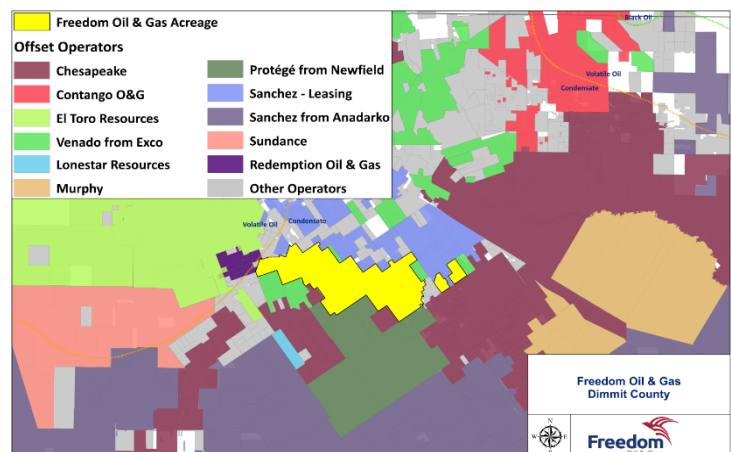 Freedom Oil & Gas Acreage
Offset Operators
Chesapeake
Contango O&G
El Toro Resources
Venado from Exco
Lonestar Resources
Murphy
Protégé from Newfield
Sanchez - Leasing
Sanchez from Anadarko
Sundance
Redemption Oil & Gas
Other Operators
Black Oil
Volatile Oil
Condensate
Volatile Oil
Condensate
Freedom Oil & Gas
Dimmit County
N
W E
S
Freedom